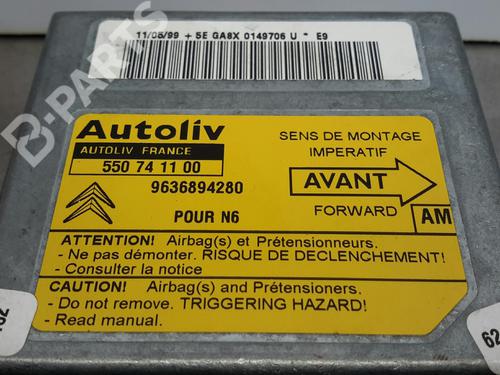 11/05/99 + 5E GA8X 0149706 U * E9
B-PARTS
Autoliv
AUTOLIV FRANCE
550 74 11 00
9636894280
POUR N6
SENS DE MONTAGE
IMPERATIF
AVANT
FORWARD
AM
ATTENTION! Airbag(s) et Prétensionneurs.
- Ne pas démonter. RISQUE DE DECLENCHEMENT!
- Consulter la notice
CAUTION! Airbag(s) and Prétensioners.
- Do not remove. TRIGGERING HAZARD!
- Read manual.
62